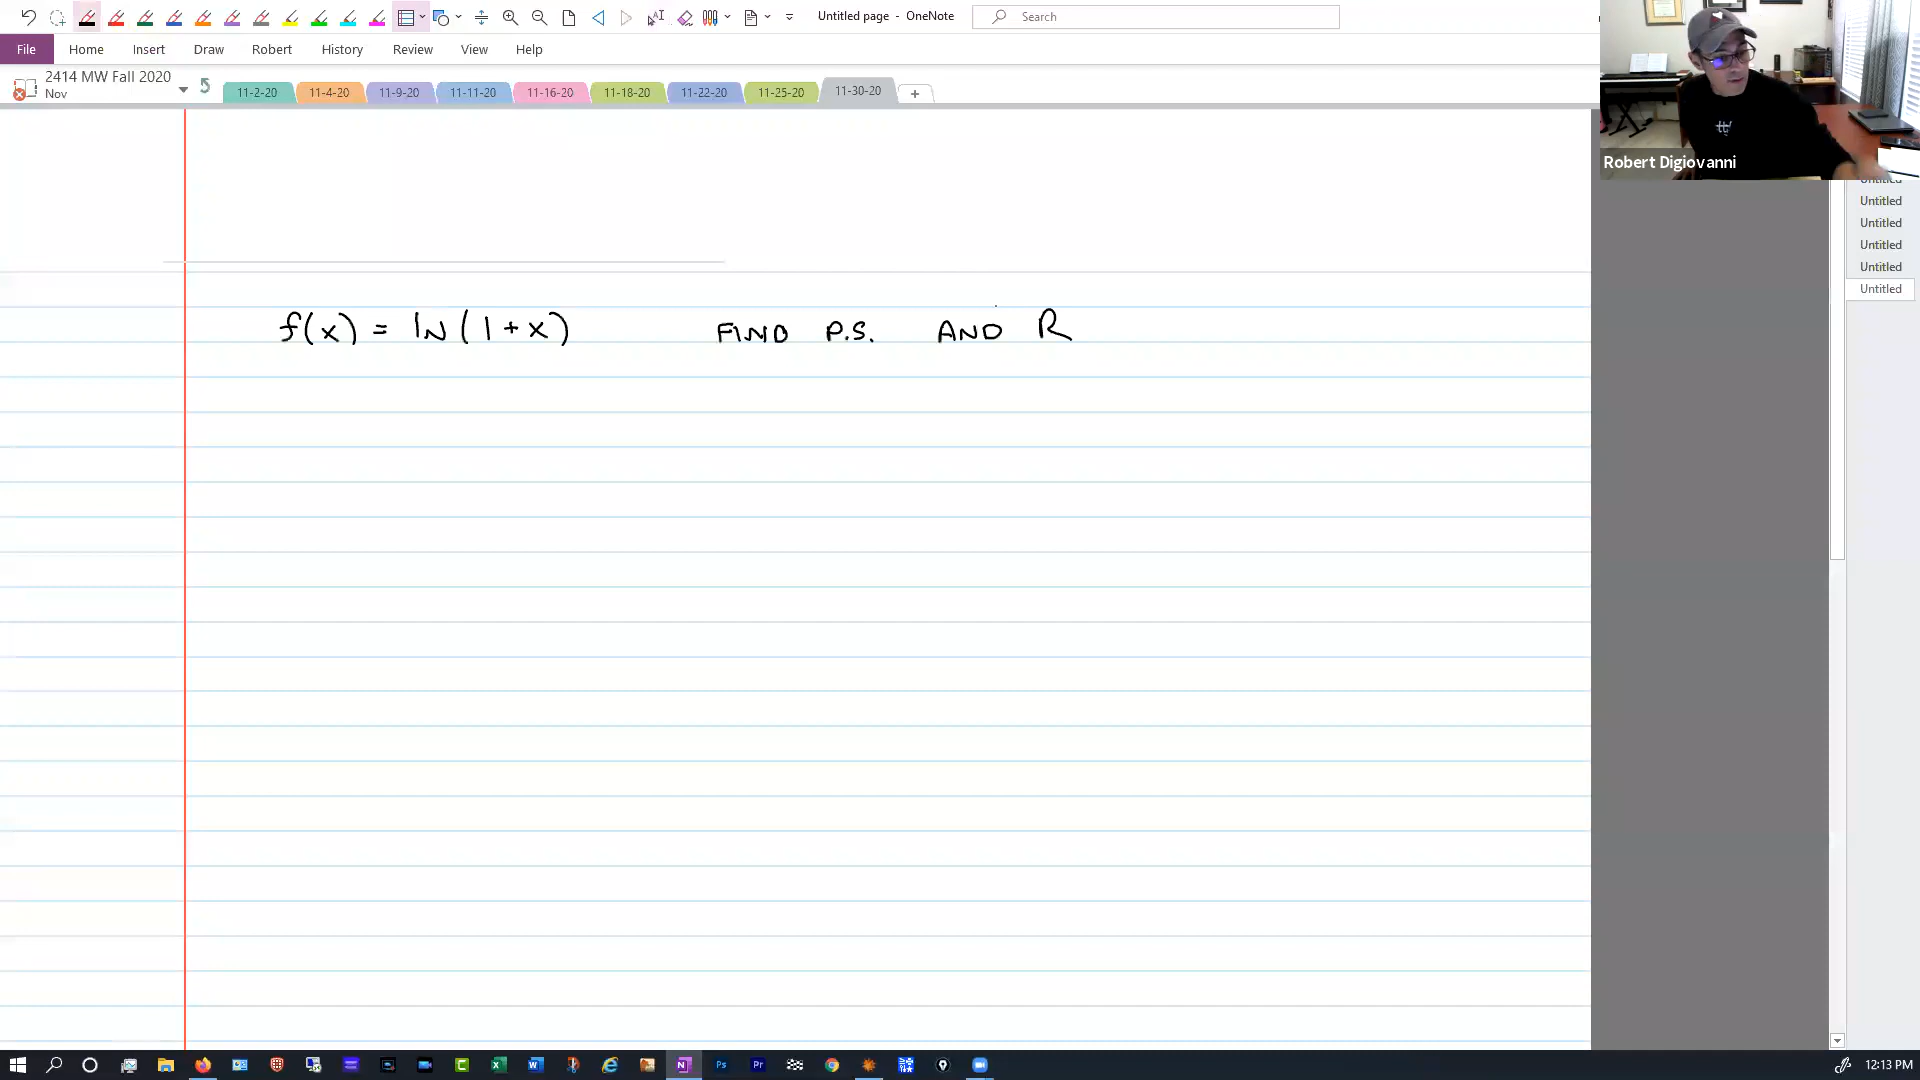 Untitled page - OneNote
Search
File Home Insert Draw Robert History Review View Help
2414 MW Fall 2020
Nov
11-2-20 11-4-20 11-9-20 11-11-20 11-16-20 11-18-20 11-22-20 11-25-20 11-30-20
Robert Digiovanni
Untitled
Untitled
Untitled
Untitled
Untitled
Untitled
f(x) = ln(1+x) FIND P.S. AND R
12:13 PM